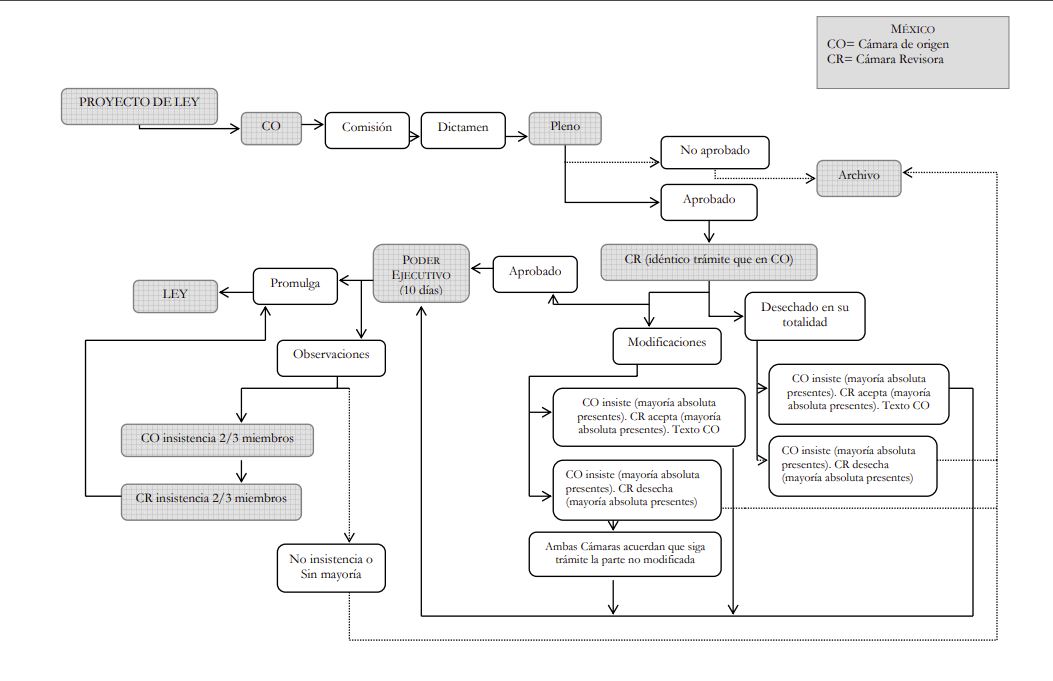 MÉXICO
CO= Cámara de origen
CR= Cámara Revisora
PROYECTO DE LEY
CO
Comisión
Dictamen
Pleno
No aprobado
Archivo
Aprobado
CR (idéntico trámite que en CO)
PODER
EJECUTIVO
(10 días)
Aprobado
Promulga
LEY
Desechado en su
totalidad
Modificaciones
Observaciones
CO insiste (mayoría absoluta
presentes). CR acepta (mayoría
absoluta presentes). Texto CO
CO insiste (mayoría absoluta
presentes). CR acepta (mayoría
absoluta presentes). Texto CO
CO insistencia 2/3 miembros
CO insiste (mayoría absoluta
presentes). CR desecha
(mayoría absoluta presentes)
CO insiste (mayoría absoluta
presentes). CR desecha
(mayoría absoluta presentes)
CR insistencia 2/3 miembros
Ambas Cámaras acuerdan que siga
trámite la parte no modificada
No insistencia o
Sin mayoría